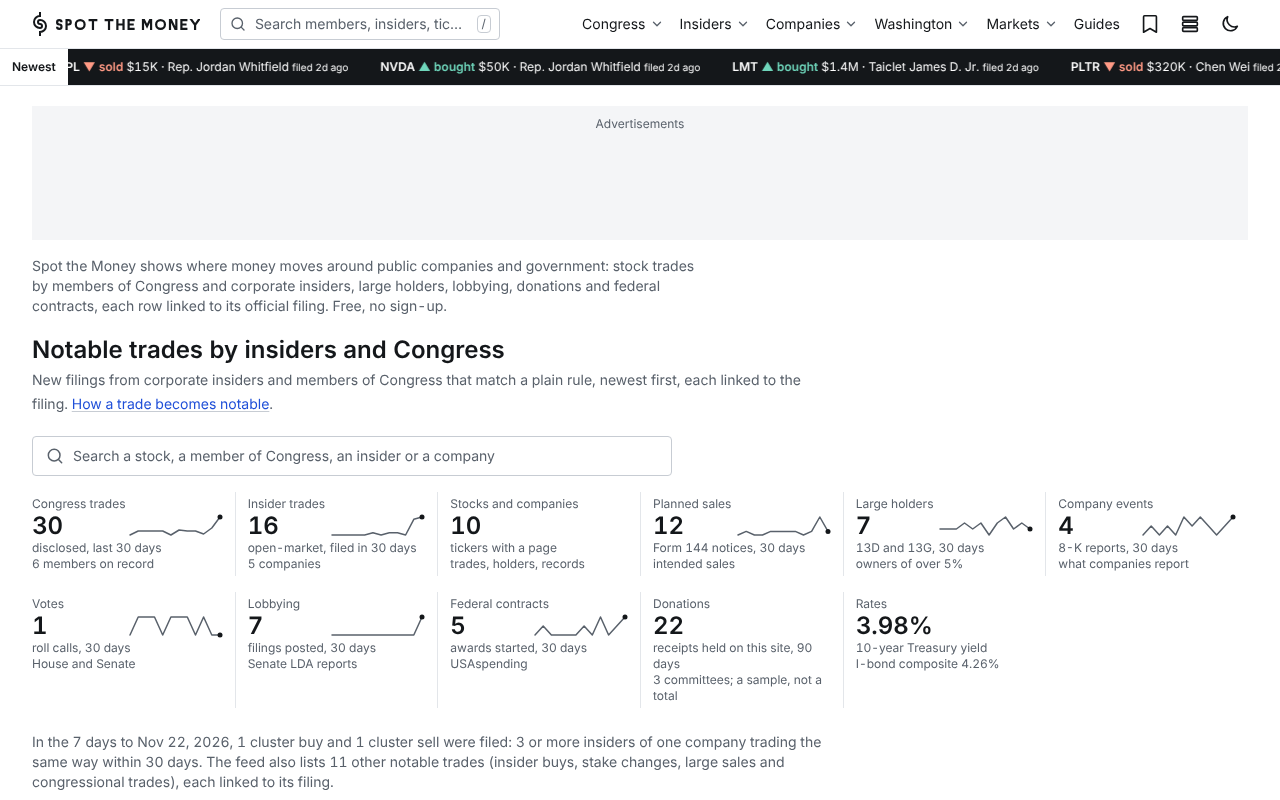 SPOT THE MONEY
Search members, insiders, tic... /
Congress Insiders Companies Washington Markets Guides
Newest
PL ▼ sold $15K · Rep. Jordan Whitfield filed 2d ago NVDA ▲ bought $50K · Rep. Jordan Whitfield filed 2d ago LMT ▲ bought $1.4M · Taiclet James D. Jr. filed 2d ago PLTR ▼ sold $320K · Chen Wei filed 2
Advertisements
Spot the Money shows where money moves around public companies and government: stock trades
by members of Congress and corporate insiders, large holders, lobbying, donations and federal
contracts, each row linked to its official filing. Free, no sign-up.
Notable trades by insiders and Congress
New filings from corporate insiders and members of Congress that match a plain rule, newest first, each linked to the
filing. How a trade becomes notable.
Search a stock, a member of Congress, an insider or a company
Congress trades
30
disclosed, last 30 days
6 members on record
Insider trades
16
open-market, filed in 30 days
5 companies
Stocks and companies
10
tickers with a page
trades, holders, records
Planned sales
12
Form 144 notices, 30 days
intended sales
Large holders
7
13D and 13G, 30 days
owners of over 5%
Company events
4
8-K reports, 30 days
what companies report
Votes
1
roll calls, 30 days
House and Senate
Lobbying
7
filings posted, 30 days
Senate LDA reports
Federal contracts
5
awards started, 30 days
USAspending
Donations
22
receipts held on this site, 90
days
3 committees; a sample, not a
total
Rates
3.98%
10-year Treasury yield
I-bond composite 4.26%
In the 7 days to Nov 22, 2026, 1 cluster buy and 1 cluster sell were filed: 3 or more insiders of one company trading the
same way within 30 days. The feed also lists 11 other notable trades (insider buys, stake changes, large sales and
congressional trades), each linked to its filing.